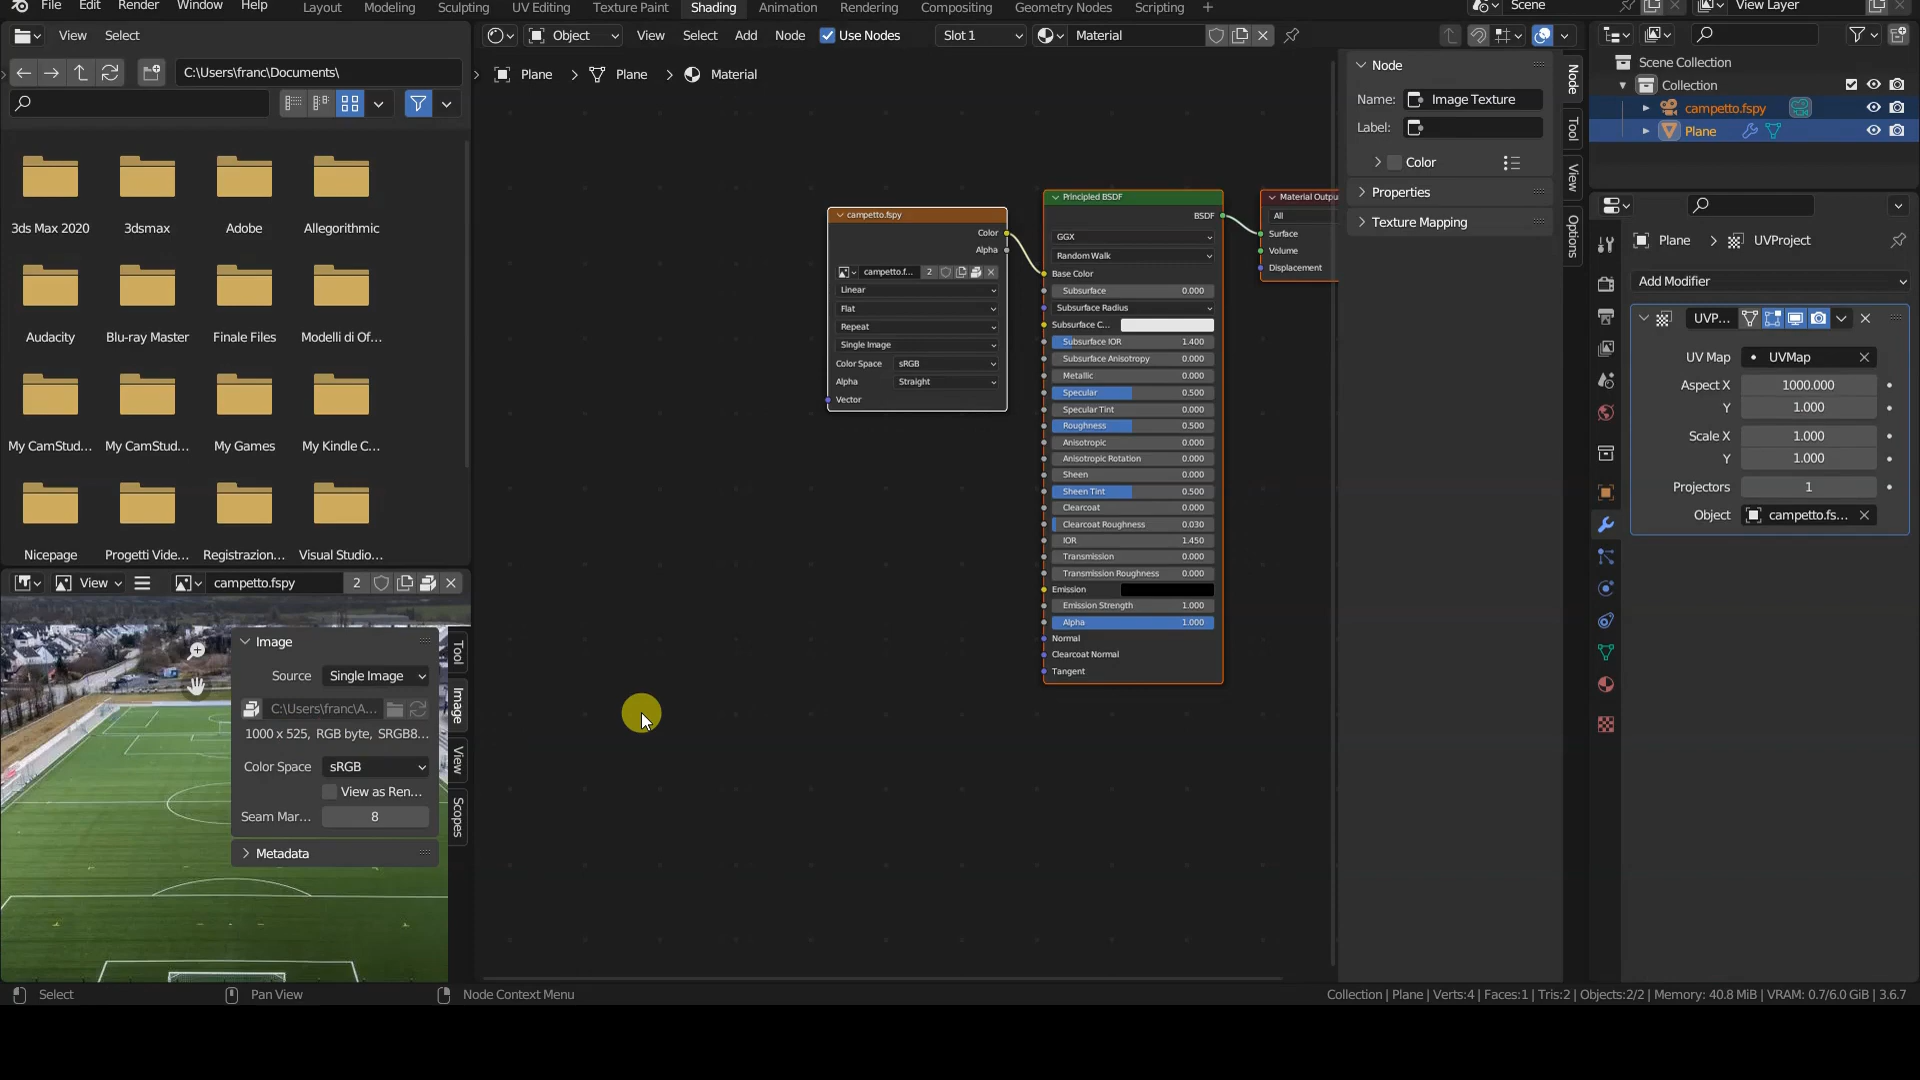 File Edit Render Window Help Layout Modeling Sculpting UV Editing Texture Paint Shading Animation Rendering Compositing Geometry Nodes Scripting + Scene View Layer
View Select
Object View Select Add Node Use Nodes Slot 1 Material
C:\Users\franc\Documents\
Plane > Plane > Material
3ds Max 2020 3dsmax Adobe Allegorithmic
Audacity Blu-ray Master Finale Files Modelli di Of...
My CamStud... My CamStud... My Games My Kindle C...
Nicepage Progetti Vide... Registrazion... Visual Studio...
View campetto.fspy 2
Image
Source Single Image
C:\Users\franc\A...
1000 x 525, RGB byte, SRGB8...
Color Space sRGB
View as Ren...
Seam Mar... 8
Metadata
Tool
Image
View
Scopes
campetto.fspy
Color
Alpha
campetto.f... 2
Linear
Flat
Repeat
Single Image
Color Space sRGB
Alpha Straight
Vector
Principled BSDF
BSDF
GGX
Random Walk
Base Color
Subsurface 0.000
Subsurface Radius
Subsurface C...
Subsurface IOR 1.400
Subsurface Anisotropy 0.000
Metallic 0.000
Specular 0.500
Specular Tint 0.000
Roughness 0.500
Anisotropic 0.000
Anisotropic Rotation 0.000
Sheen 0.000
Sheen Tint 0.500
Clearcoat 0.000
Clearcoat Roughness 0.030
IOR 1.450
Transmission 0.000
Transmission Roughness 0.000
Emission
Emission Strength 1.000
Alpha 1.000
Normal
Clearcoat Normal
Tangent
Material Outpu
All
Surface
Volume
Displacement
Node
Name: Image Texture
Label:
Color
Properties
Texture Mapping
Node
Tool
View
Options
Scene Collection
Collection
campetto.fspy
Plane
Plane > UVProject
Add Modifier
UVP...
UV Map UVMap
Aspect X 1000.000
Y 1.000
Scale X 1.000
Y 1.000
Projectors 1
Object campetto.fs...
Select Pan View Node Context Menu Collection | Plane | Verts:4 | Faces:1 | Tris:2 | Objects:2/2 | Memory: 40.8 MiB | VRAM: 0.7/6.0 GiB | 3.6.7